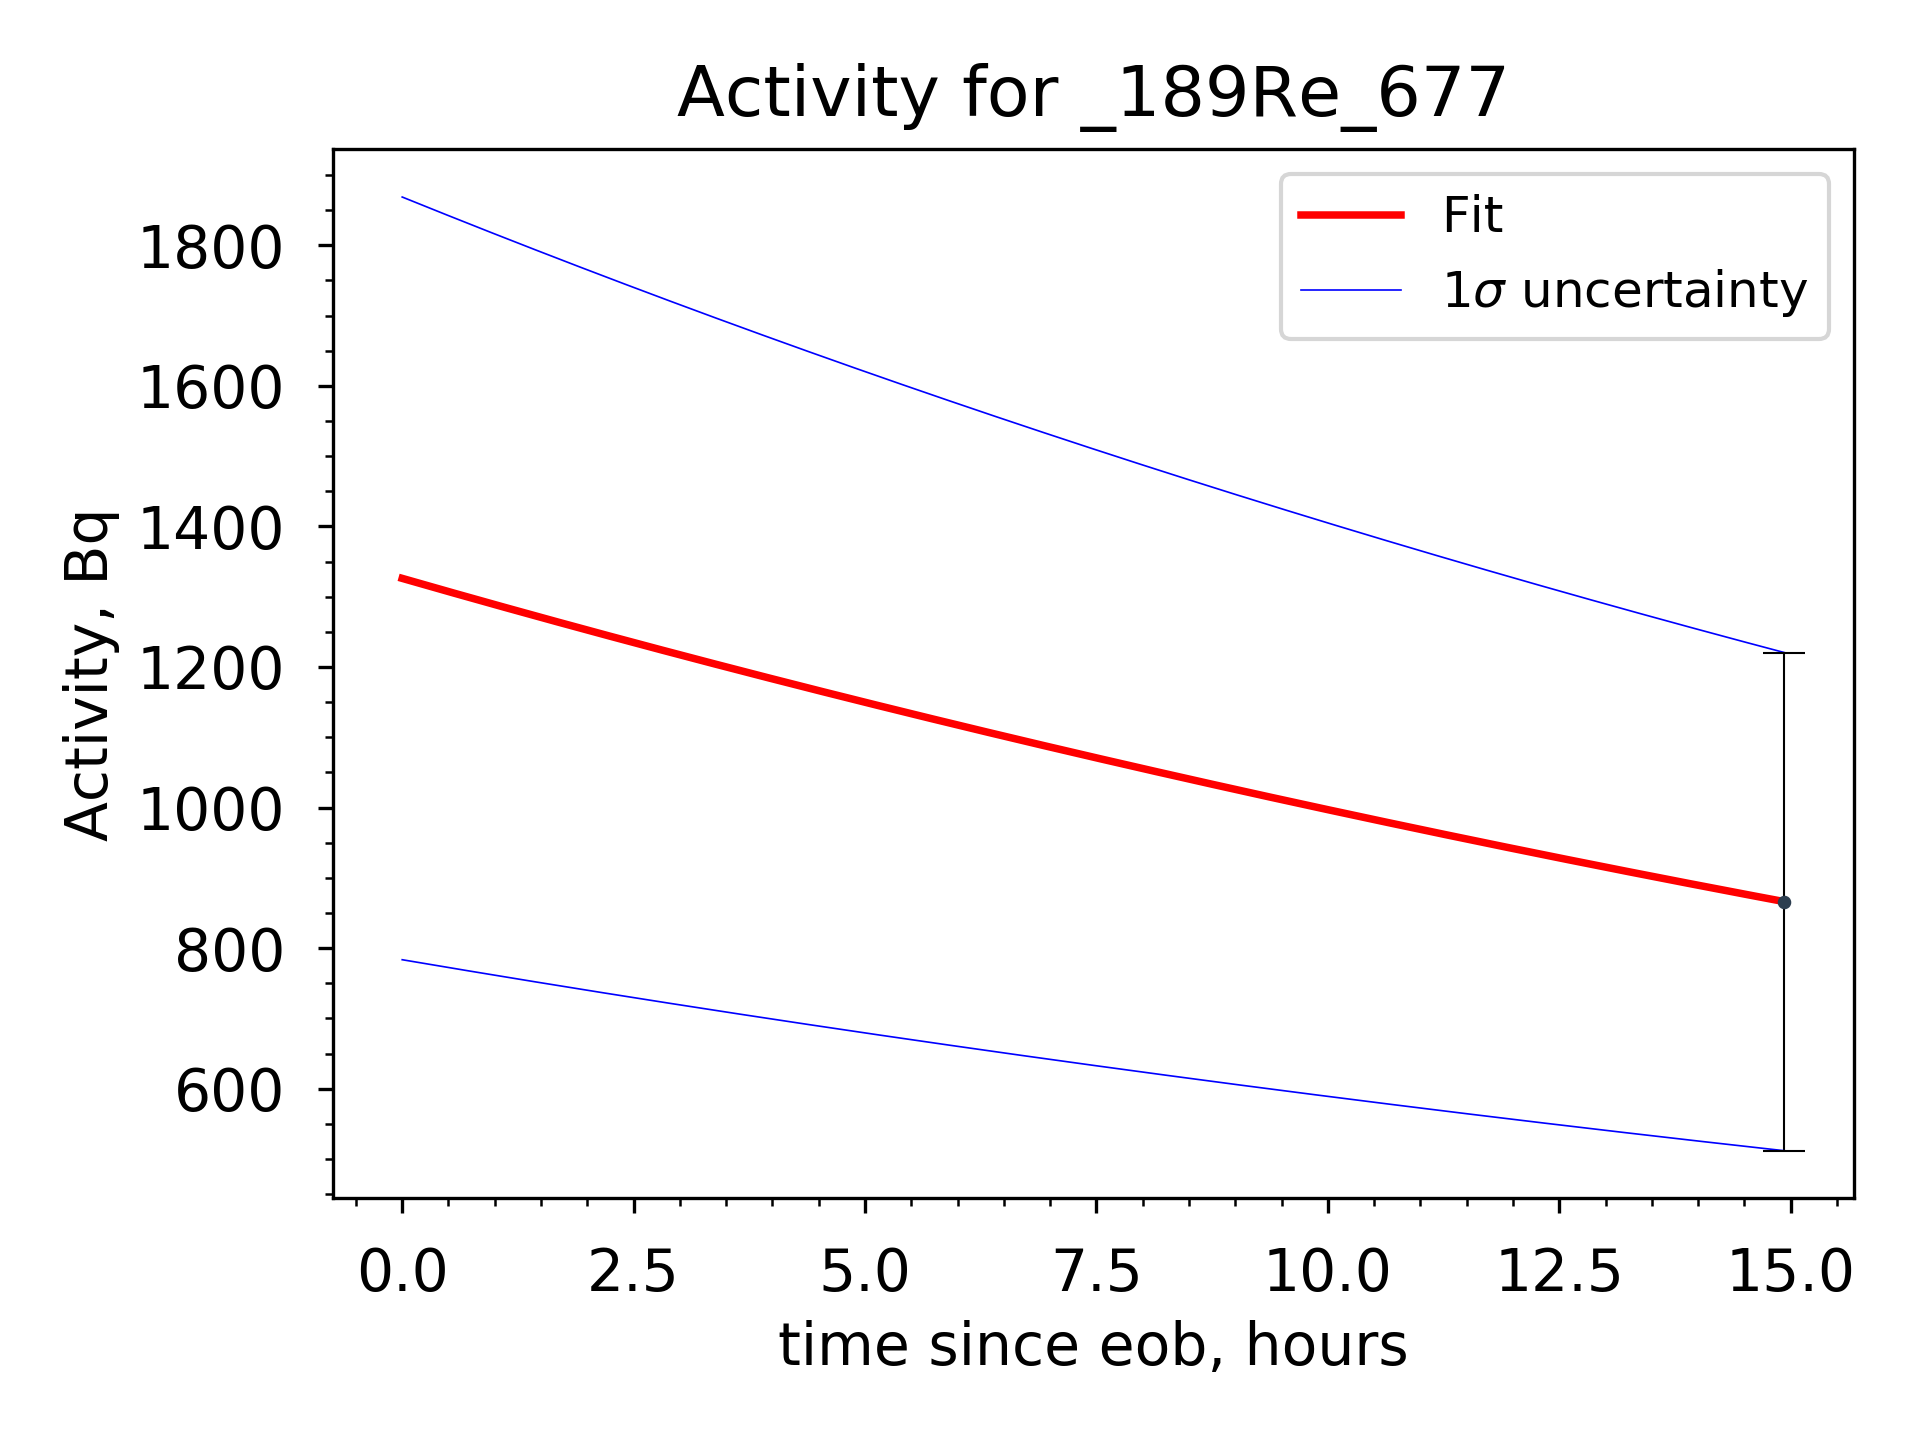 Activity for _189Re_677
Fit
1σ uncertainty
Activity, Bq
1800
1600
1400
1200
1000
800
600
0.0 2.5 5.0 7.5 10.0 12.5 15.0
time since eob, hours